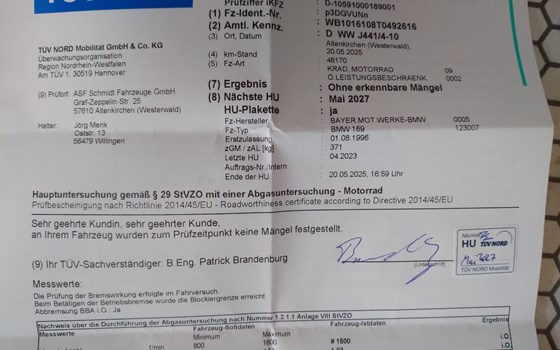 Prüfziffer iKFZ : D-10591000189001
p3DGVUNn
(1) Fz-Ident.-Nr. : WB1016108T0492616
(2) Amtl. Kennz. : D WW J441/4-10
(3) Ort, Datum : Altenkirchen (Westerwald)
20.05.2025
(4) km-Stand : 48170
(5) Fz-Art : KRAD, MOTORRAD 09
O.LEISTUNGSBESCHRAENK. 0002
(7) Ergebnis : Ohne erkennbare Mängel
(8) Nächste HU : Mai 2027
HU-Plakette : ja
Fz-Hersteller : BAYER.MOT.WERKE-BMW 0005
Fz-Typ : BMW 169 123007
Erstzulassung : 01.08.1996
zGM / zAL [kg] : 371
Letzte HU : 04.2023
Auftrags-Nr./Intern :
Ende der HU : 20.05.2025, 16:59 Uhr
TÜV NORD Mobilität GmbH & Co. KG
Überwachungsorganisation
Region Nordrhein-Westfalen
Am TÜV 1, 30519 Hannover
(9) Prüfort: ASF Schmidt Fahrzeuge GmbH
Graf-Zeppelin-Str. 25
57610 Altenkirchen (Westerwald)
Halter: Jörg Menk
Oststr. 13
56479 Willingen
Hauptuntersuchung gemäß § 29 StVZO mit einer Abgasuntersuchung - Motorrad
Prüfbescheinigung nach Richtlinie 2014/45/EU - Roadworthiness certificate according to Directive 2014/45/EU
Sehr geehrte Kundin, sehr geehrter Kunde,
an Ihrem Fahrzeug wurden zum Prüfzeitpunkt keine Mängel festgestellt.
(9) Ihr TÜV-Sachverständiger: B.Eng. Patrick Brandenburg
(Unterschrift)
Nächste
HU TÜV NORD
Mai 2027
TÜV NORD Mobilität
Messwerte:
Die Prüfung der Bremswirkung erfolgte im Fahrversuch.
Beim Betätigen der Betriebsbremse wurde die Blockiergrenze erreicht
Abbremsung BBA i.O.: Ja
Nachweis über die Durchführung der Abgasuntersuchung nach Nummer 1.2.1.1 Anlage VIII StVZO
Messwerte Fahrzeug-Solldaten Fahrzeug-Istdaten Ergebnis
Minimum Maximum
1/min 800 1600 # 1600 i.O.
i.O.